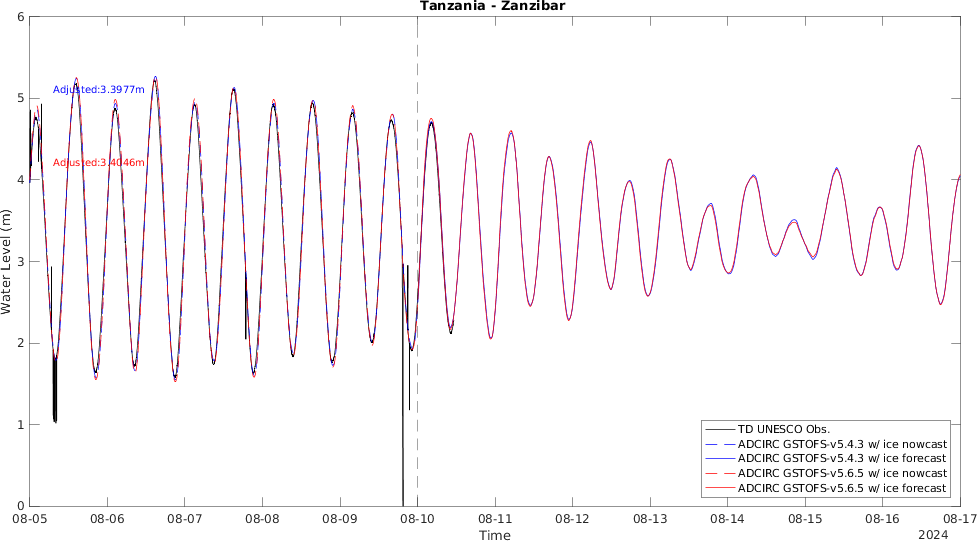 Tanzania - Zanzibar
6
5
4
3
2
1
0
Water Level (m)
Adjusted:3.3977m
Adjusted:3.4046m
TD UNESCO Obs.
ADCIRC GSTOFS-v5.4.3 w/ ice nowcast
ADCIRC GSTOFS-v5.4.3 w/ ice forecast
ADCIRC GSTOFS-v5.6.5 w/ ice nowcast
ADCIRC GSTOFS-v5.6.5 w/ ice forecast
08-05 08-06 08-07 08-08 08-09 08-10 08-11 08-12 08-13 08-14 08-15 08-16 08-17
Time
2024